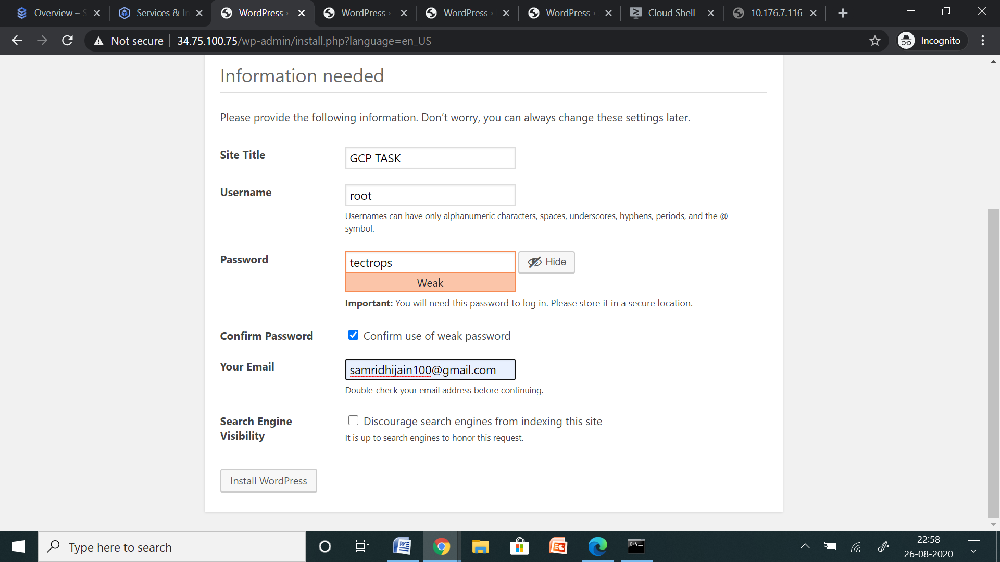 Overview – S
Services & In
WordPress ›
WordPress ›
WordPress ›
WordPress ›
Cloud Shell
10.176.7.116
Not secure
34.75.100.75/wp-admin/install.php?language=en_US
Incognito
Information needed
Please provide the following information. Don’t worry, you can always change these settings later.
Site Title
GCP TASK
Username
root
Usernames can have only alphanumeric characters, spaces, underscores, hyphens, periods, and the @
symbol.
Password
tectrops
Hide
Weak
Important: You will need this password to log in. Please store it in a secure location.
Confirm Password
Confirm use of weak password
Your Email
samridhijain100@gmail.com
Double-check your email address before continuing.
Search Engine
Visibility
Discourage search engines from indexing this site
It is up to search engines to honor this request.
Install WordPress
Type here to search
22:58
26-08-2020